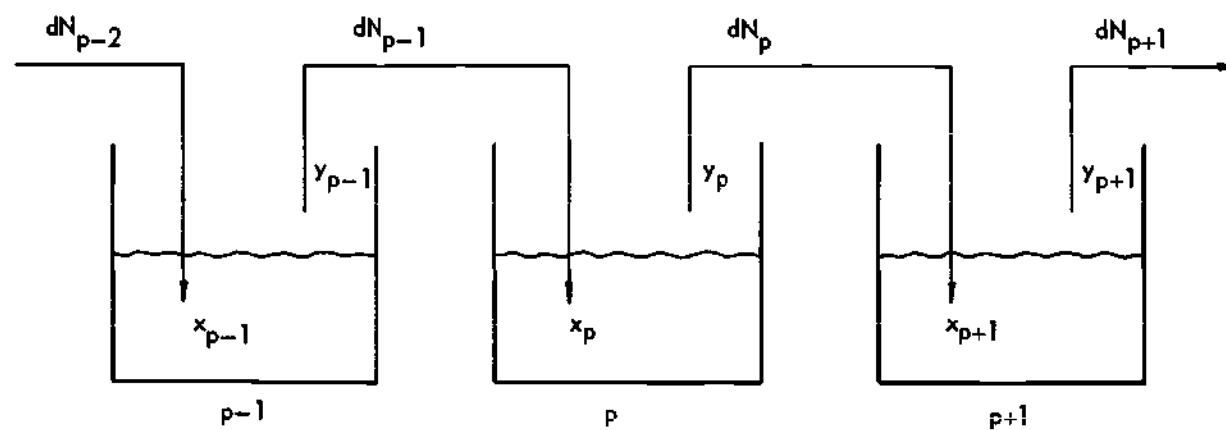 dN_{p-2} dN_{p-1} dN_p dN_{p+1}
y_{p-1} y_p y_{p+1}
x_{p-1} x_p x_{p+1}
p-1 p p+1